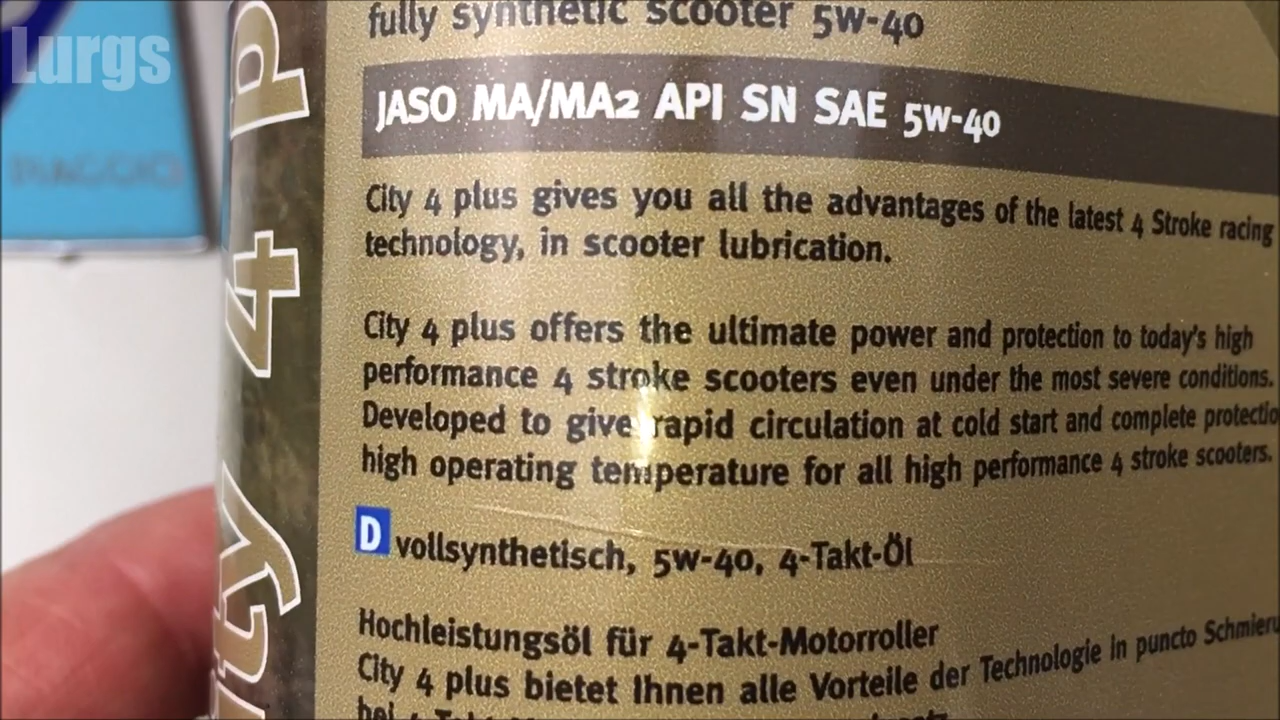 Lurgs
PIAGGIO
ity 4 p
fully synthetic scooter 5W-40
JASO MA/MA2 API SN SAE 5W-40
City 4 plus gives you all the advantages of the latest 4 Stroke racing
technology, in scooter lubrication.
City 4 plus offers the ultimate power and protection to today's high
performance 4 stroke scooters even under the most severe conditions.
Developed to give rapid circulation at cold start and complete protectio
high operating temperature for all high performance 4 stroke scooters.
D vollsynthetisch, 5W-40, 4-Takt-Öl
Hochleistungsöl für 4-Takt-Motorroller
City 4 plus bietet Ihnen alle Vorteile der Technologie in puncto Schmieru
bei 4